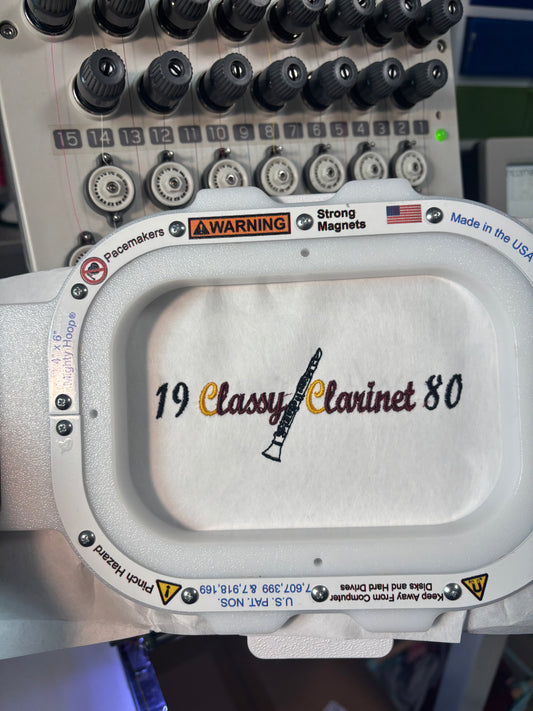 15 14 13 12 11 10 9 8 7 6 5 4 3 2 1
Pacemakers
WARNING
Strong
Magnets
Made in the USA
4" x 6"
Mighty Hoop®
19 Classy Clarinet 80
Pinch Hazard
U.S. PAT. NOS.
7,607,399 & 7,918,169
Keep Away From Computer
Disks and Hard Drives